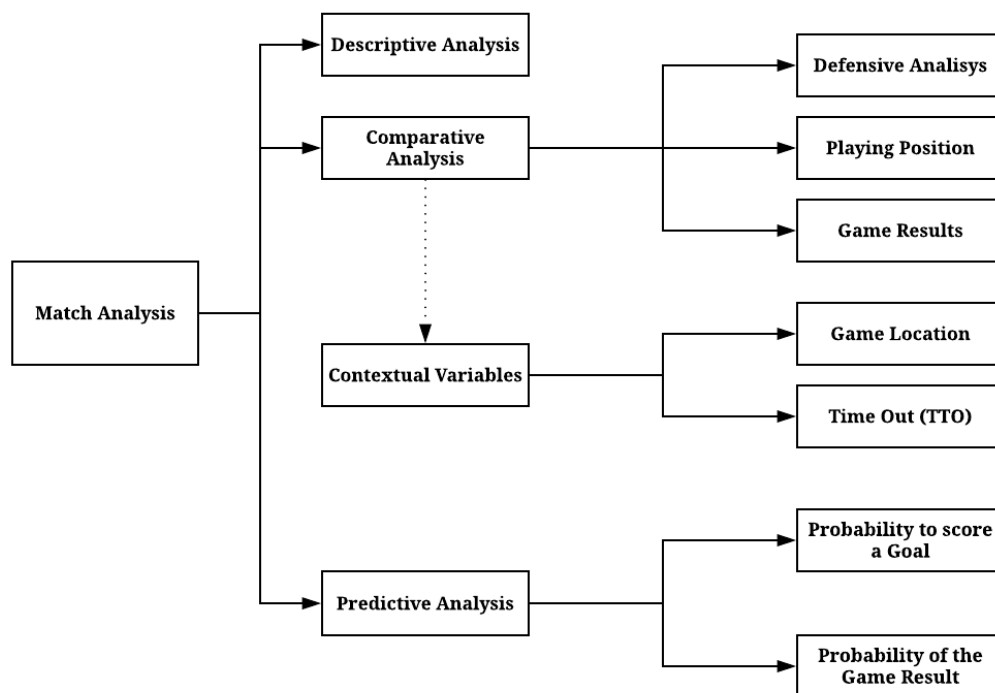 Match Analysis
Descriptive Analysis
Comparative
Analysis
Contextual Variables
Predictive Analysis
Defensive Analisys
Playing Position
Game Results
Game Location
Time Out (TTO)
Probability to score
a Goal
Probability of the
Game Result